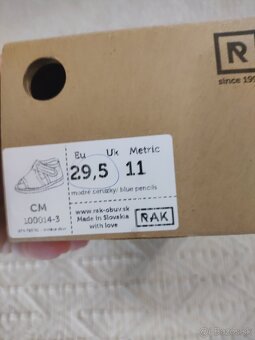 R
since 199
Eu Uk Metric
29,5 11
modré ceruzky/ blue pencils
CM
100014-3
www.rak-obuv.sk
Made in Slovakia
with love
RAK